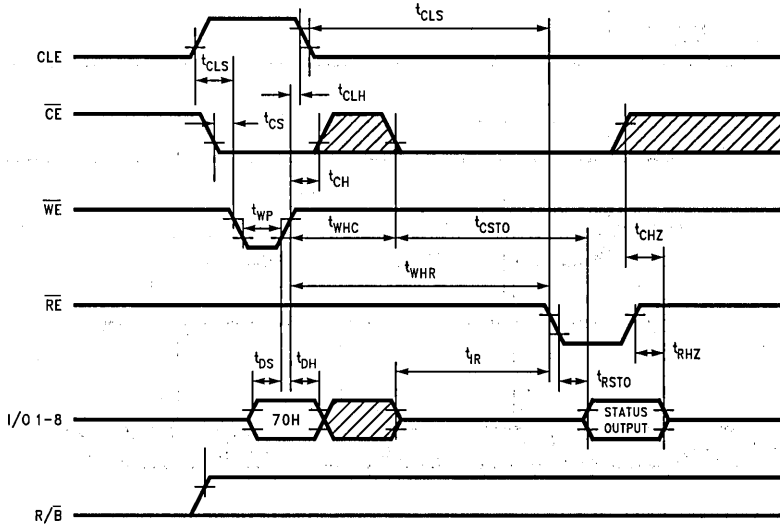 tCLS
CLE
tCLS
tCLH
CE
tCS
tCH
WE
tWP
tWHC
tCSTO
tCHZ
tWHR
RE
tDS
tDH
tIR
tRSTO
tRHZ
I/O 1-8
70H
STATUS
OUTPUT
R/B